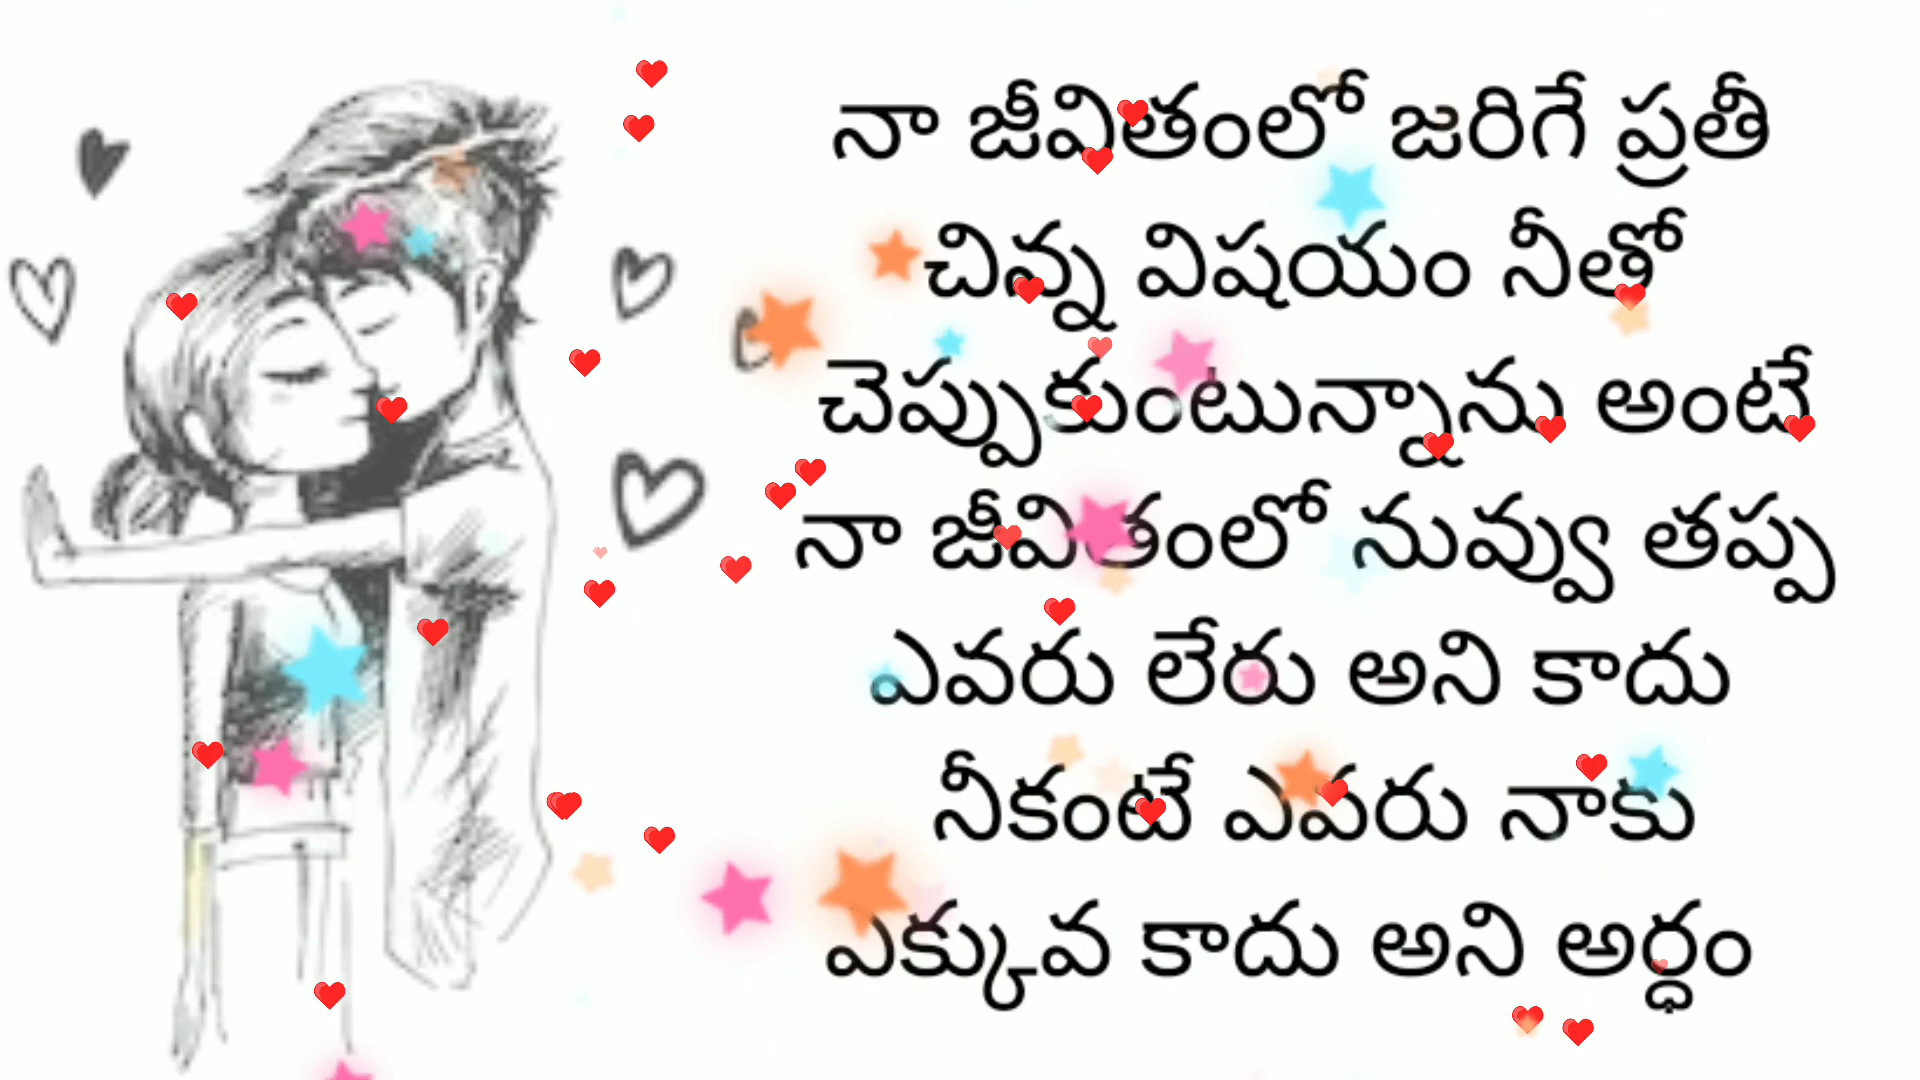 నా జీవితంలో జరిగే ప్రతీ
చిన్న విషయం నీతో
చెప్పుకుంటున్నాను అంటే
నా జీవితంలో నువ్వు తప్ప
ఎవరు లేరు అని కాదు
నీకంటే ఎవరు నాకు
ఎక్కువ కాదు అని అర్ధం